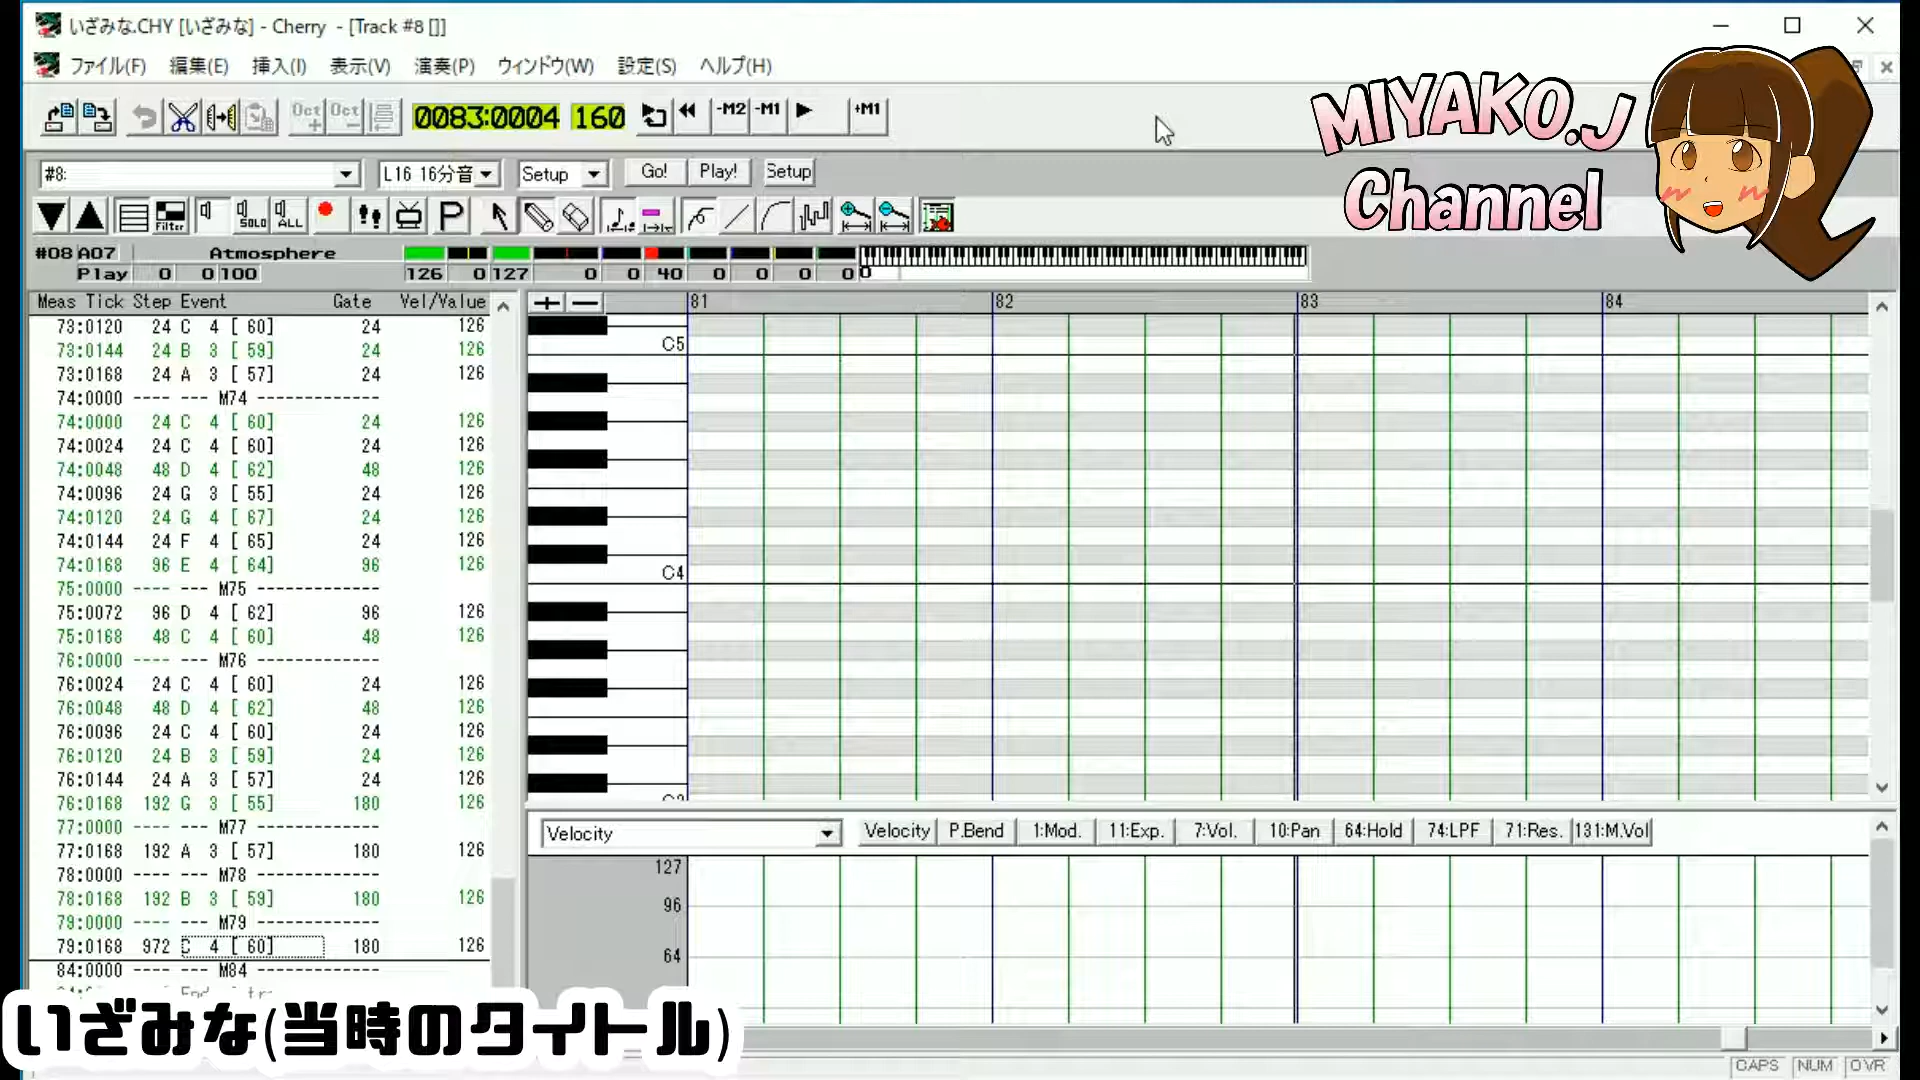 いざみな.CHY [いざみな] - Cherry - [Track #8 []]
ファイル(F) 編集(E) 挿入(I) 表示(V) 演奏(P) ウィンドウ(W) 設定(S) ヘルプ(H)
MIYAKO.J
Channel
Oct + Oct - 0083:0004 160 -M2 -M1 +M1
#8: L16 16分音 Setup Go! Play! Setup
Filter SOLO ALL P
#08 A07 Atmosphere
Play 0 0 100 126 0 127 0 0 40 0 0 0 0 0
Meas Tick Step Event Gate Vel/Value 81 82 83 84
73:0120 24 C 4 [ 60] 24 126
73:0144 24 B 3 [ 59] 24 126
73:0168 24 A 3 [ 57] 24 126
74:0000 ---- --- M74 -------------
74:0000 24 C 4 [ 60] 24 126
74:0024 24 C 4 [ 60] 24 126
74:0048 48 D 4 [ 62] 48 126
74:0096 24 G 3 [ 55] 24 126
74:0120 24 G 4 [ 67] 24 126
74:0144 24 F 4 [ 65] 24 126
74:0168 96 E 4 [ 64] 96 126
75:0000 ---- --- M75 -------------
75:0072 96 D 4 [ 62] 96 126
75:0168 48 C 4 [ 60] 48 126
76:0000 ---- --- M76 -------------
76:0024 24 C 4 [ 60] 24 126
76:0048 48 D 4 [ 62] 48 126
76:0096 24 C 4 [ 60] 24 126
76:0120 24 B 3 [ 59] 24 126
76:0144 24 A 3 [ 57] 24 126
76:0168 192 G 3 [ 55] 180 126
77:0000 ---- --- M77 -------------
77:0168 192 A 3 [ 57] 180 126
78:0000 ---- --- M78 -------------
78:0168 192 B 3 [ 59] 180 126
79:0000 ---- --- M79 -------------
79:0168 972 C 4 [ 60] 180 126
84:0000 ---- --- M84 -------------
C5
C4
Velocity Velocity P.Bend 1:Mod. 11:Exp. 7:Vol. 10:Pan 64:Hold 74:LPF 71:Res. 131:M.Vol
127
96
64
いざみな(当時のタイトル)
CAPS NUM OVR